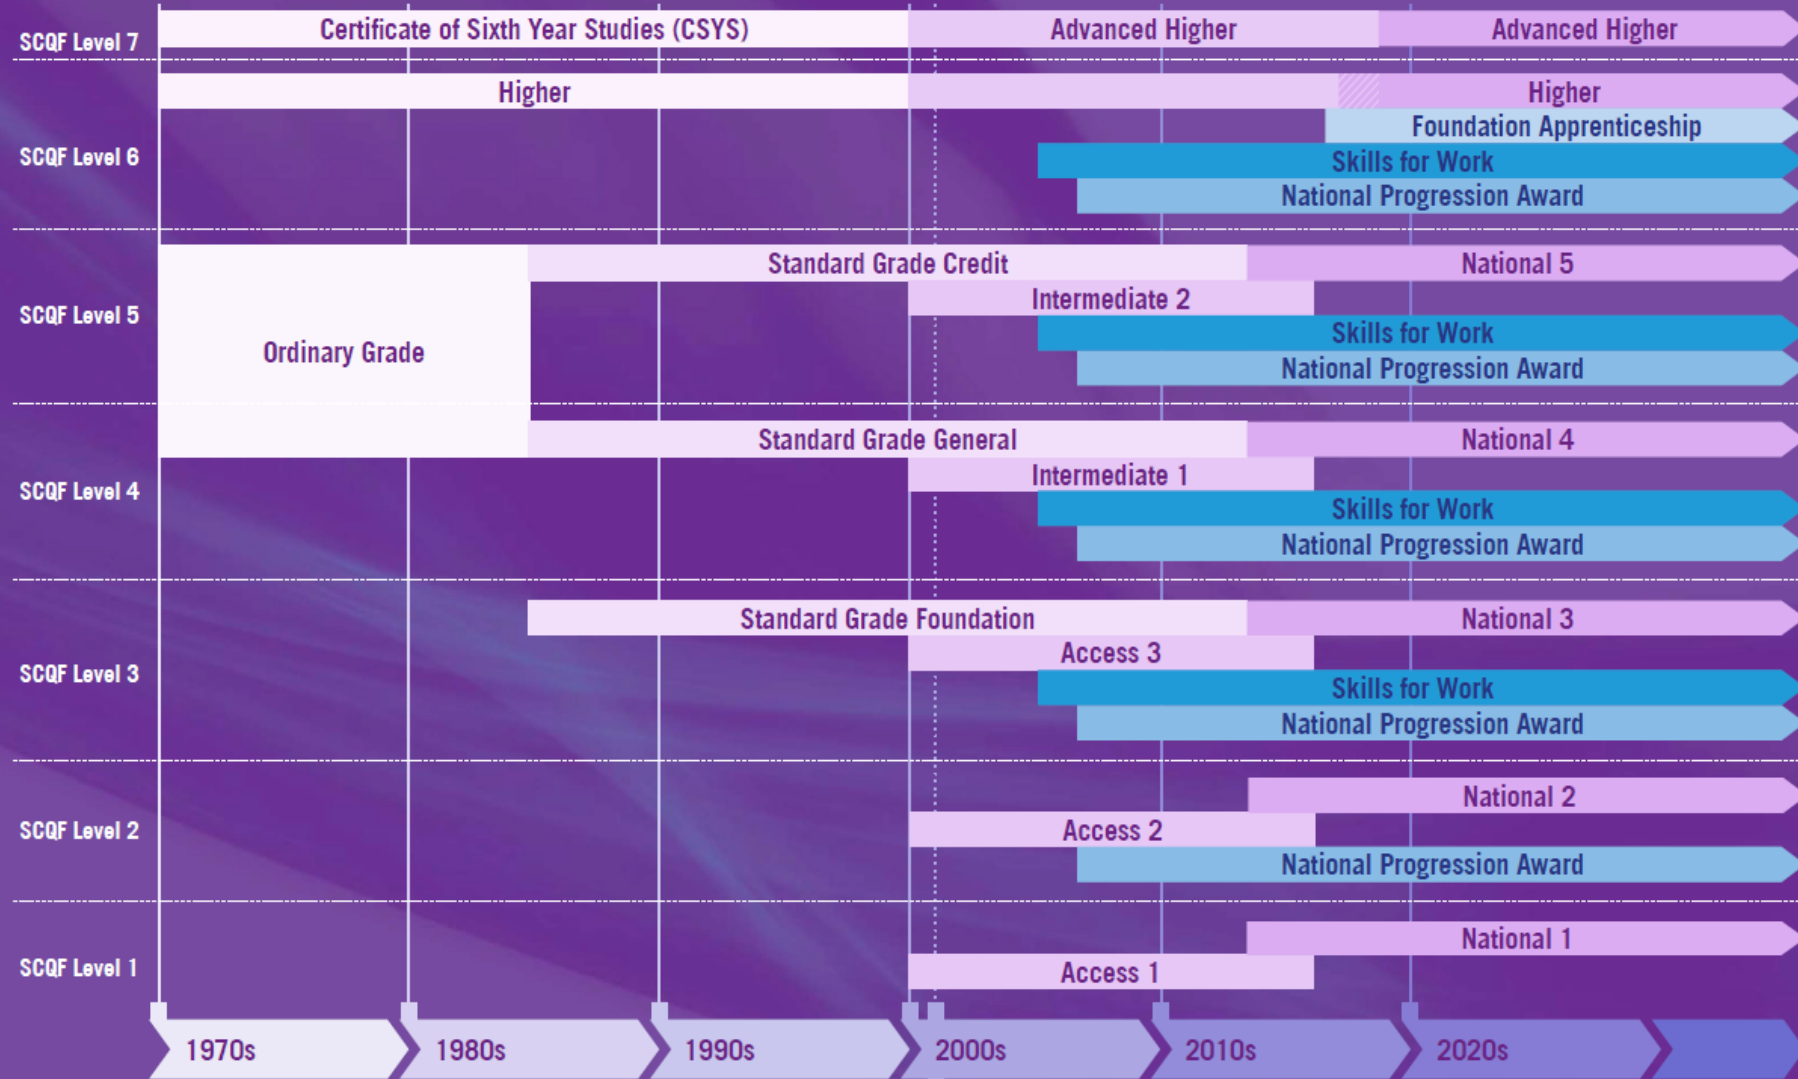 SCQF Level 7
Certificate of Sixth Year Studies (CSYS)
Advanced Higher
Advanced Higher
SCQF Level 6
Higher
Higher
Foundation Apprenticeship
Skills for Work
National Progression Award
SCQF Level 5
Ordinary Grade
Standard Grade Credit
National 5
Intermediate 2
Skills for Work
National Progression Award
SCQF Level 4
Standard Grade General
National 4
Intermediate 1
Skills for Work
National Progression Award
SCQF Level 3
Standard Grade Foundation
National 3
Access 3
Skills for Work
National Progression Award
SCQF Level 2
National 2
Access 2
National Progression Award
SCQF Level 1
National 1
Access 1
1970s
1980s
1990s
2000s
2010s
2020s